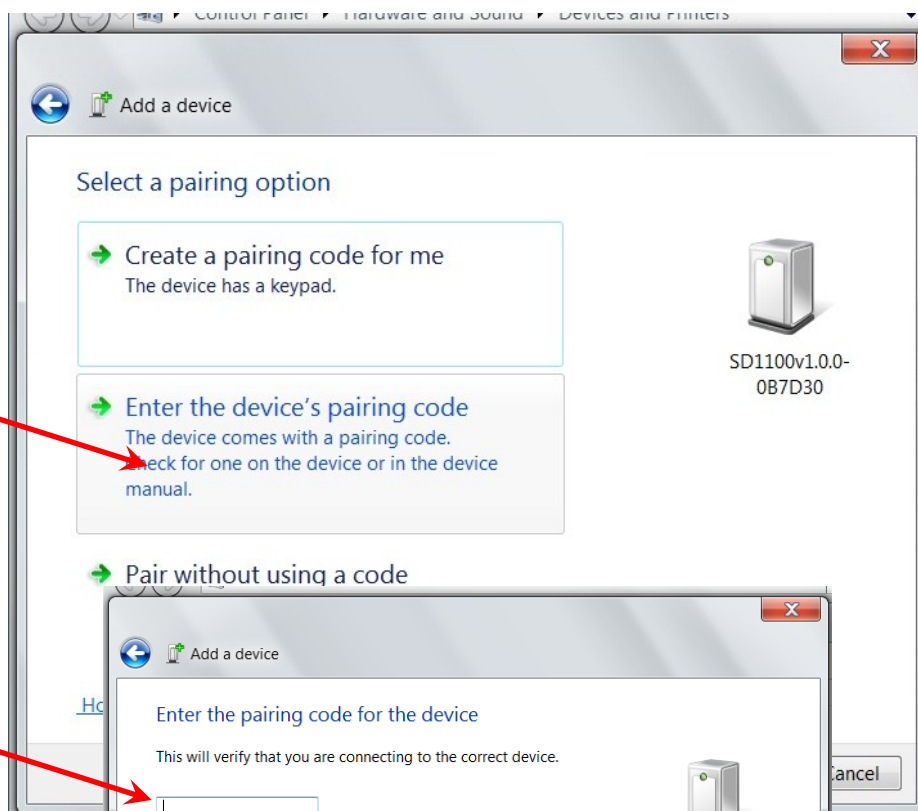 Control Panel ▸ Hardware and Sound ▸ Devices and Printers
Add a device
Select a pairing option
Create a pairing code for me
The device has a keypad.
SD1100v1.0.0-
0B7D30
Enter the device's pairing code
The device comes with a pairing code.
Check for one on the device or in the device
manual.
Pair without using a code
Add a device
Enter the pairing code for the device
This will verify that you are connecting to the correct device.